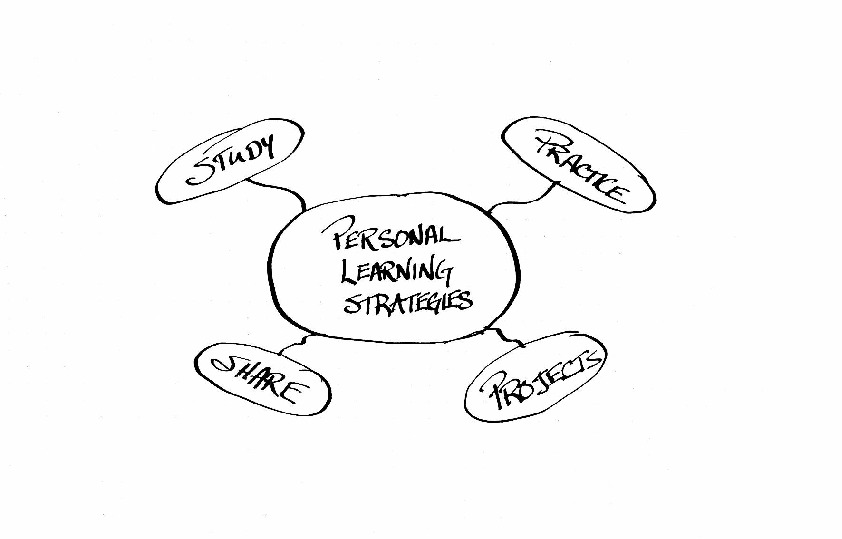 STUDY
PRACTICE
PERSONAL
LEARNING
STRATEGIES
SHARE
PROJECTS